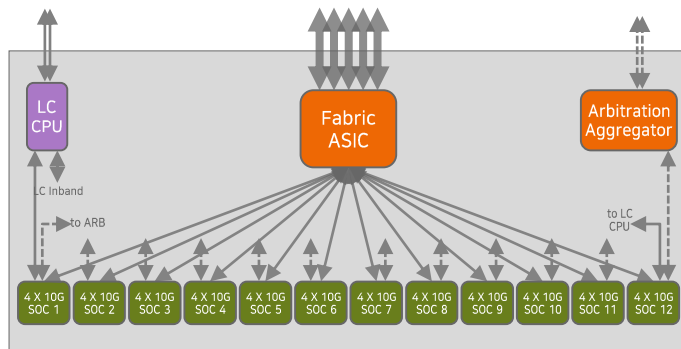 LC
CPU
Fabric
ASIC
Arbitration
Aggregator
LC Inband
to ARB
to LC
CPU
4 X 10G
SOC 1
4 X 10G
SOC 2
4 X 10G
SOC 3
4 X 10G
SOC 4
4 X 10G
SOC 5
4 X 10G
SOC 6
4 X 10G
SOC 7
4 X 10G
SOC 8
4 X 10G
SOC 9
4 X 10G
SOC 10
4 X 10G
SOC 11
4 X 10G
SOC 12